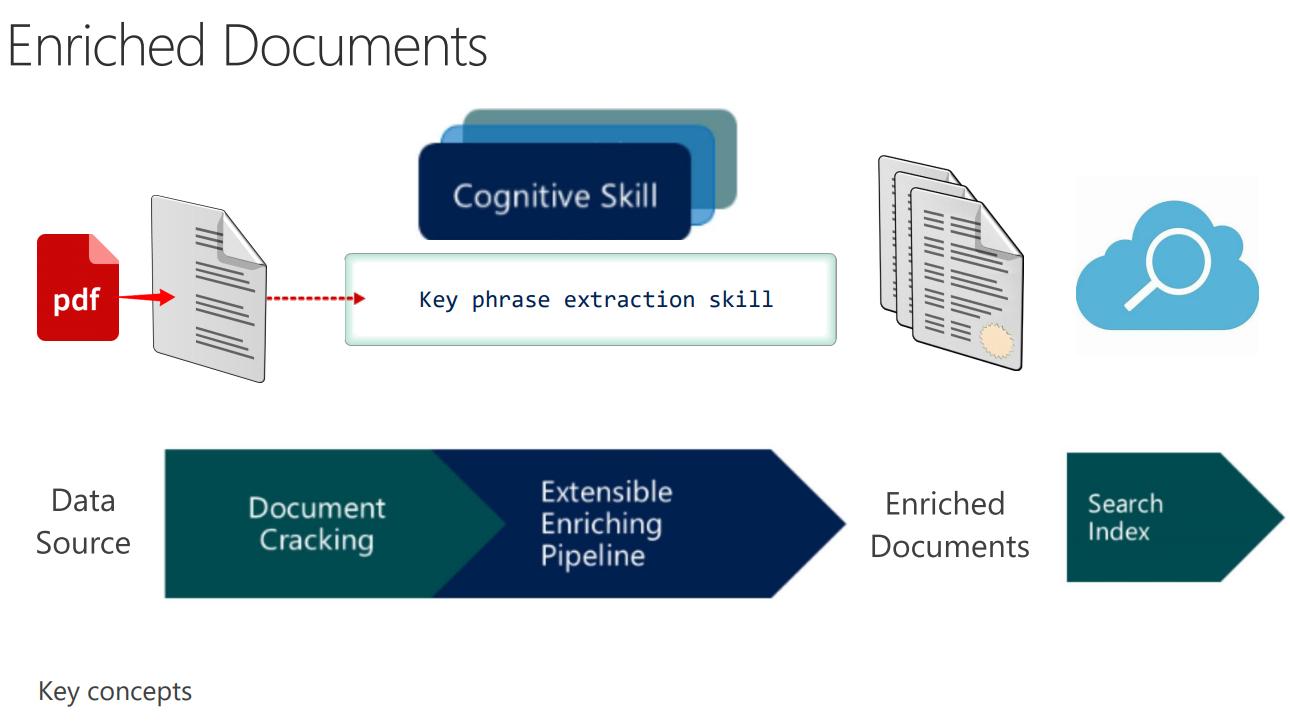 Enriched Documents
Cognitive Skill
pdf
Key phrase extraction skill
Data
Source
Document
Cracking
Extensible
Enriching
Pipeline
Enriched
Documents
Search
Index
Key concepts